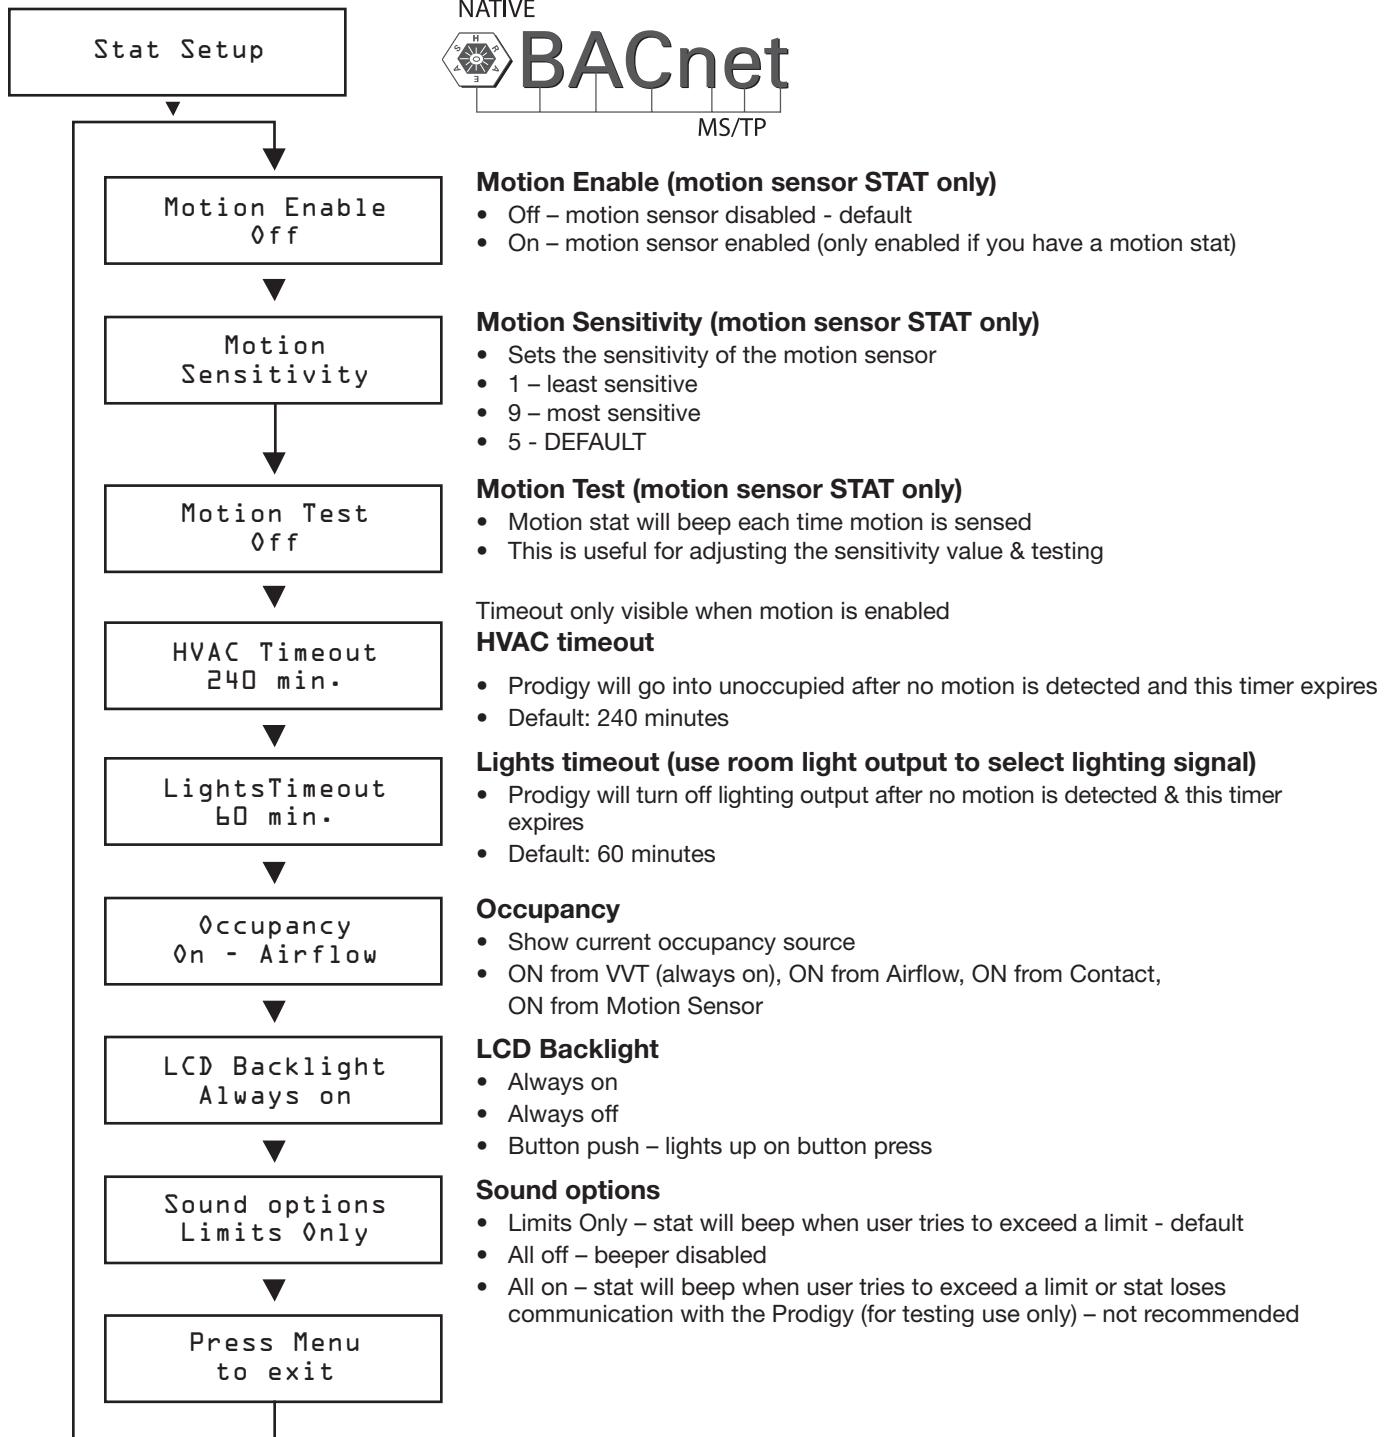 NATIVE
Stat Setup
ASHRAE
BACnet
MS/TP
Motion Enable
Off
Motion Enable (motion sensor STAT only)
• Off – motion sensor disabled - default
• On – motion sensor enabled (only enabled if you have a motion stat)
Motion
Sensitivity
Motion Sensitivity (motion sensor STAT only)
• Sets the sensitivity of the motion sensor
• 1 – least sensitive
• 9 – most sensitive
• 5 - DEFAULT
Motion Test
Off
Motion Test (motion sensor STAT only)
• Motion stat will beep each time motion is sensed
• This is useful for adjusting the sensitivity value & testing
Timeout only visible when motion is enabled
HVAC Timeout
240 min.
HVAC timeout
• Prodigy will go into unoccupied after no motion is detected and this timer expires
• Default: 240 minutes
LightsTimeout
60 min.
Lights timeout (use room light output to select lighting signal)
• Prodigy will turn off lighting output after no motion is detected & this timer
expires
• Default: 60 minutes
Occupancy
On - Airflow
Occupancy
• Show current occupancy source
• ON from VVT (always on), ON from Airflow, ON from Contact,
ON from Motion Sensor
LCD Backlight
Always on
LCD Backlight
• Always on
• Always off
• Button push – lights up on button press
Sound options
Limits Only
Sound options
• Limits Only – stat will beep when user tries to exceed a limit - default
• All off – beeper disabled
• All on – stat will beep when user tries to exceed a limit or stat loses
communication with the Prodigy (for testing use only) – not recommended
Press Menu
to exit